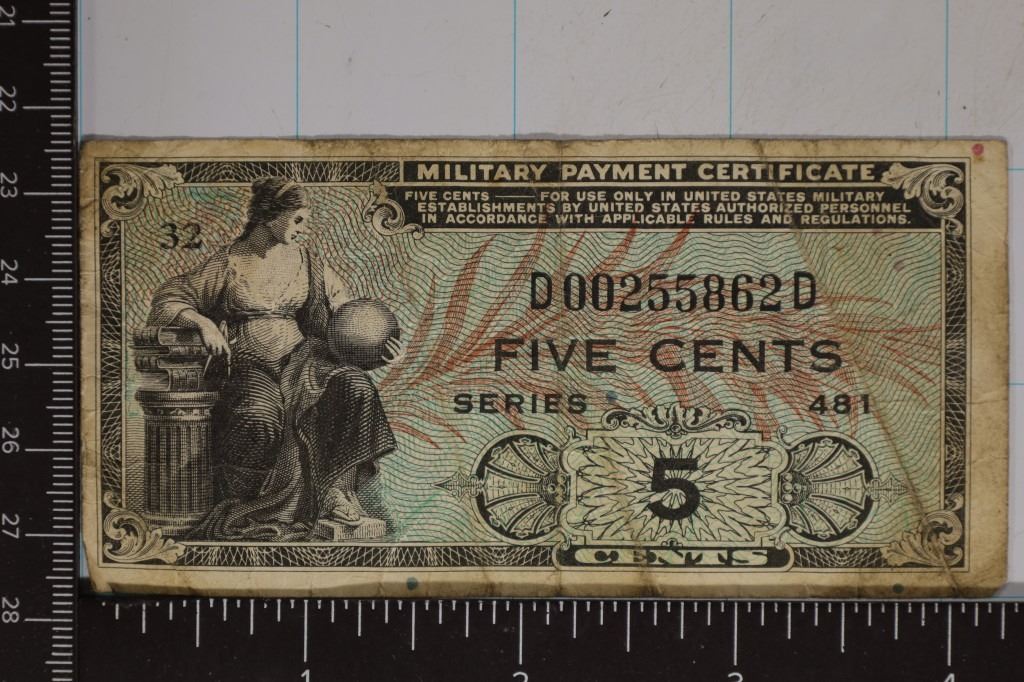 MILITARY PAYMENT CERTIFICATE
FIVE CENTS — FOR USE ONLY IN UNITED STATES MILITARY
ESTABLISHMENTS BY UNITED STATES AUTHORIZED PERSONNEL
IN ACCORDANCE WITH APPLICABLE RULES AND REGULATIONS.
32
D00255862D
FIVE CENTS
SERIES 481
5
CENTS
21
22
23
24
25
26
27
28
1 2 3 4